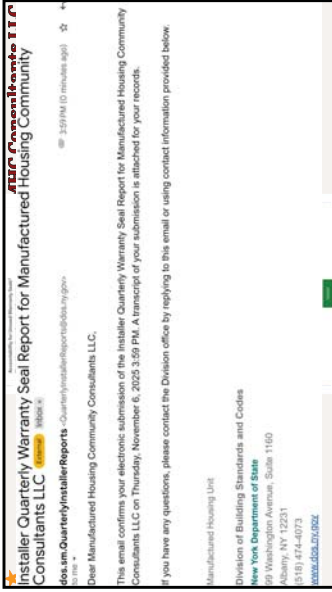 4HC Consultants LLC
Installer Quarterly Warranty Seal Report for Manufactured Housing Community
Consultants LLC External Inbox ×
dos.sm.QuarterlyInstallerReports <QuarterlyInstallerReports@dos.ny.gov>
3:59 PM (0 minutes ago)
to me
Dear Manufactured Housing Community Consultants LLC,
This email confirms your electronic submission of the Installer Quarterly Warranty Seal Report for Manufactured Housing Community
Consultants LLC on Thursday, November 6, 2025 3:59 PM. A transcript of your submission is attached for your records.
If you have any questions, please contact the Division office by replying to this email or using contact information provided below.
Manufactured Housing Unit
Division of Building Standards and Codes
New York Department of State
99 Washington Avenue, Suite 1160
Albany, NY 12231
(518) 474-4073
www.dos.ny.gov